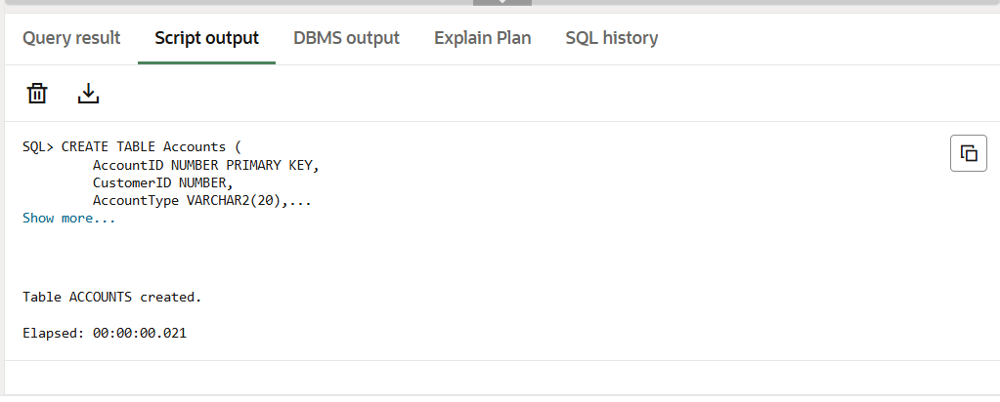 Query result Script output DBMS output Explain Plan SQL history
SQL> CREATE TABLE Accounts (
AccountID NUMBER PRIMARY KEY,
CustomerID NUMBER,
AccountType VARCHAR2(20),...
Show more...
Table ACCOUNTS created.
Elapsed: 00:00:00.021